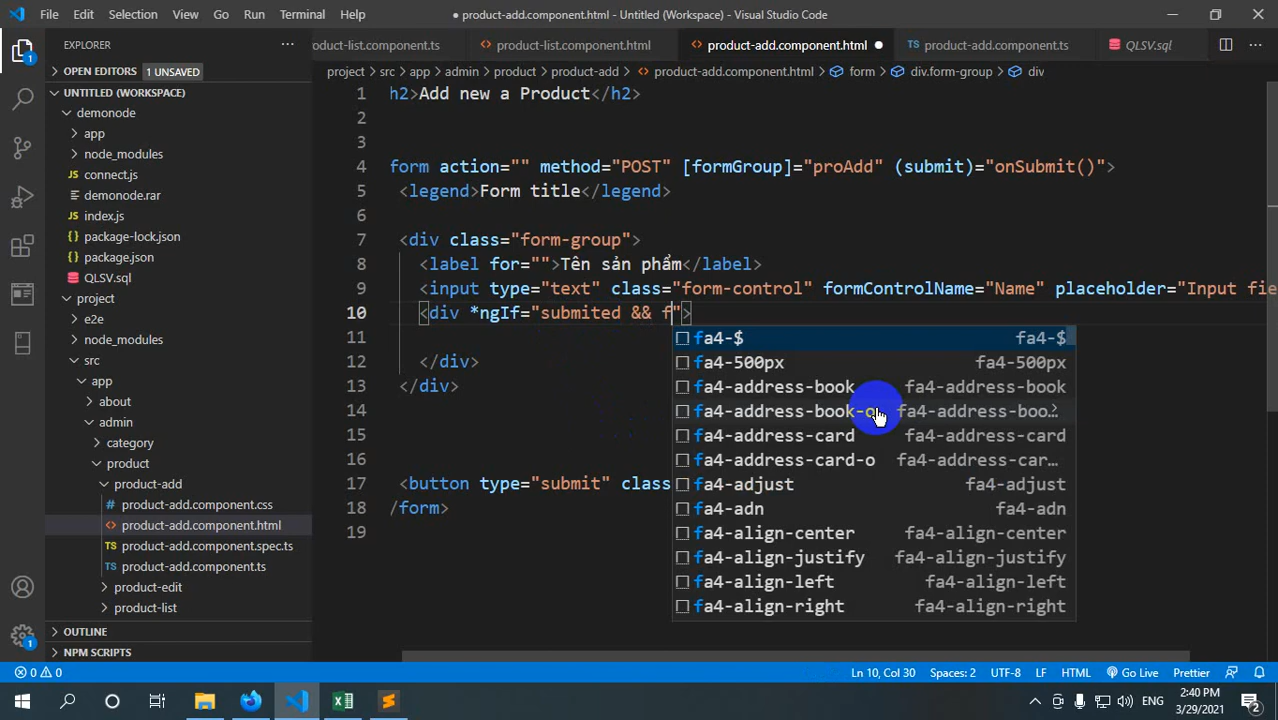 File Edit Selection View Go Run Terminal Help
● product-add.component.html - Untitled (Workspace) - Visual Studio Code
EXPLORER
oduct-list.component.ts
product-list.component.html
product-add.component.html ●
TS product-add.component.ts
QLSV.sql
project > src > app > admin > product > product-add > product-add.component.html > form > div.form-group > div
OPEN EDITORS 1 UNSAVED
UNTITLED (WORKSPACE)
demonode
app
node_modules
connect.js
demonode.rar
index.js
package-lock.json
package.json
QLSV.sql
project
e2e
src
app
about
admin
category
product
product-add
product-add.component.css
product-add.component.html
TS product-add.component.spec.ts
TS product-add.component.ts
product-edit
product-list
OUTLINE
NPM SCRIPTS
1 h2>Add new a Product</h2>
2
3
4 form action="" method="POST" [formGroup]="proAdd" (submit)="onSubmit()">
5 <legend>Form title</legend>
6
7 <div class="form-group">
8 <label for="">Tên sản phẩm</label>
9 <input type="text" class="form-control" formControlName="Name" placeholder="Input fie
10 <div *ngIf="submited && f">
11
12 </div>
13 </div>
14
15
16
17 <button type="submit" class
18 /form>
19
fa4-$ fa4-$
fa4-500px fa4-500px
fa4-address-book fa4-address-book
fa4-address-book-o fa4-address-boo…
fa4-address-card fa4-address-card
fa4-address-card-o fa4-address-car…
fa4-adjust fa4-adjust
fa4-adn fa4-adn
fa4-align-center fa4-align-center
fa4-align-justify fa4-align-justify
fa4-align-left fa4-align-left
fa4-align-right fa4-align-right
0 0 Ln 10, Col 30 Spaces: 2 UTF-8 LF HTML Go Live Prettier
ENG
2:40 PM
3/29/2021
2